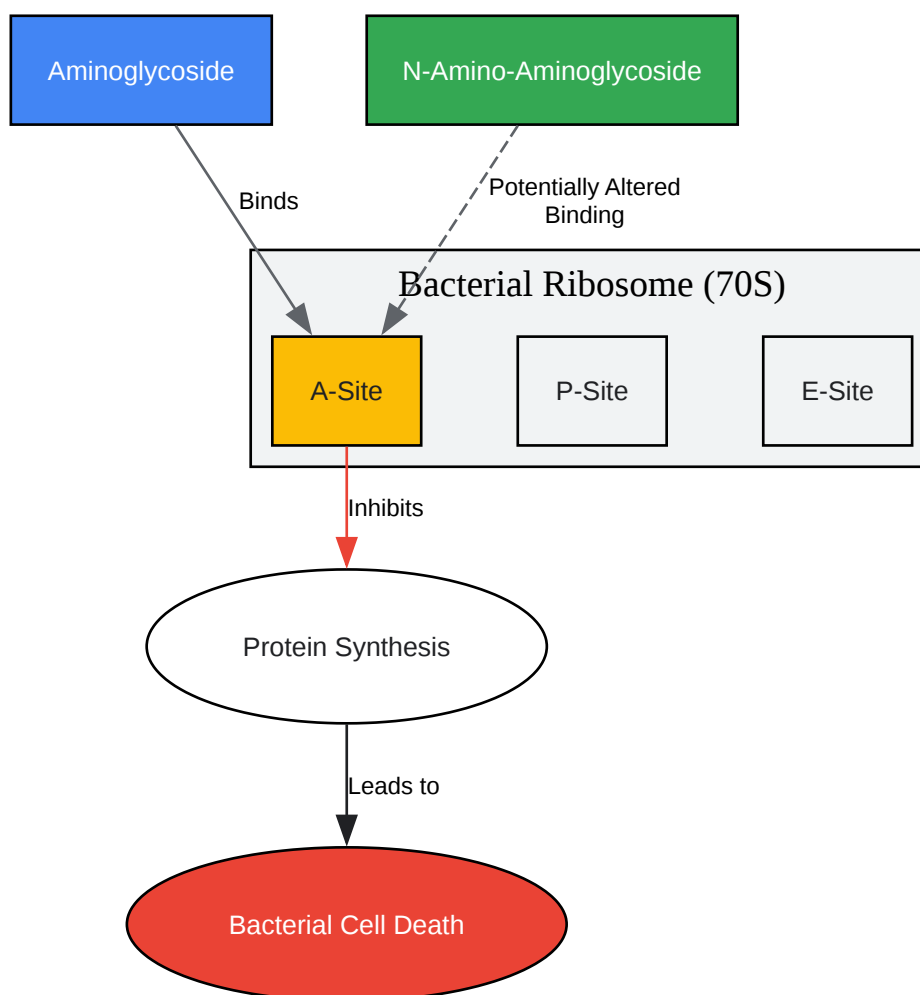 Aminoglycoside
N-Amino-Aminoglycoside
Binds
Potentially Altered
Binding
Bacterial Ribosome (70S)
A-Site
P-Site
E-Site
Inhibits
Protein Synthesis
Leads to
Bacterial Cell Death